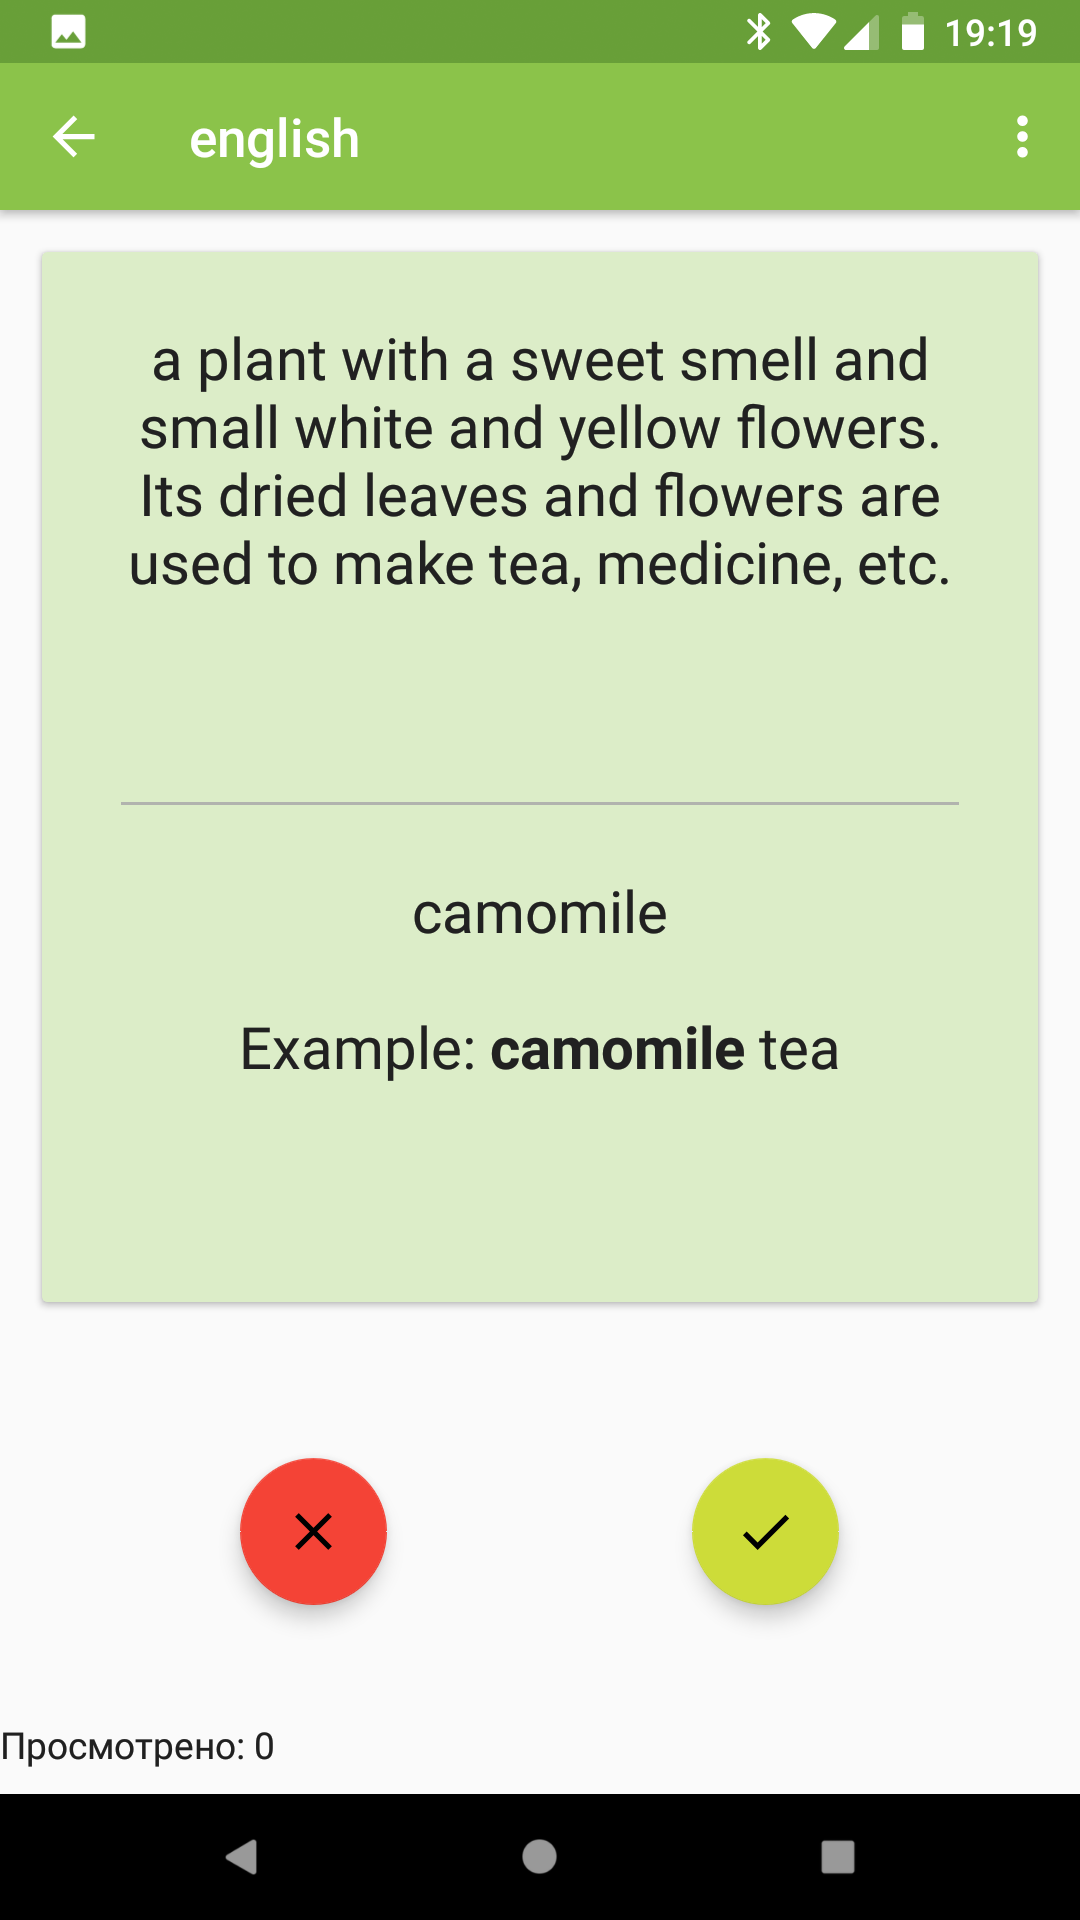 19:19
english
a plant with a sweet smell and
small white and yellow flowers.
Its dried leaves and flowers are
used to make tea, medicine, etc.
camomile
Example: camomile tea
Просмотрено: 0